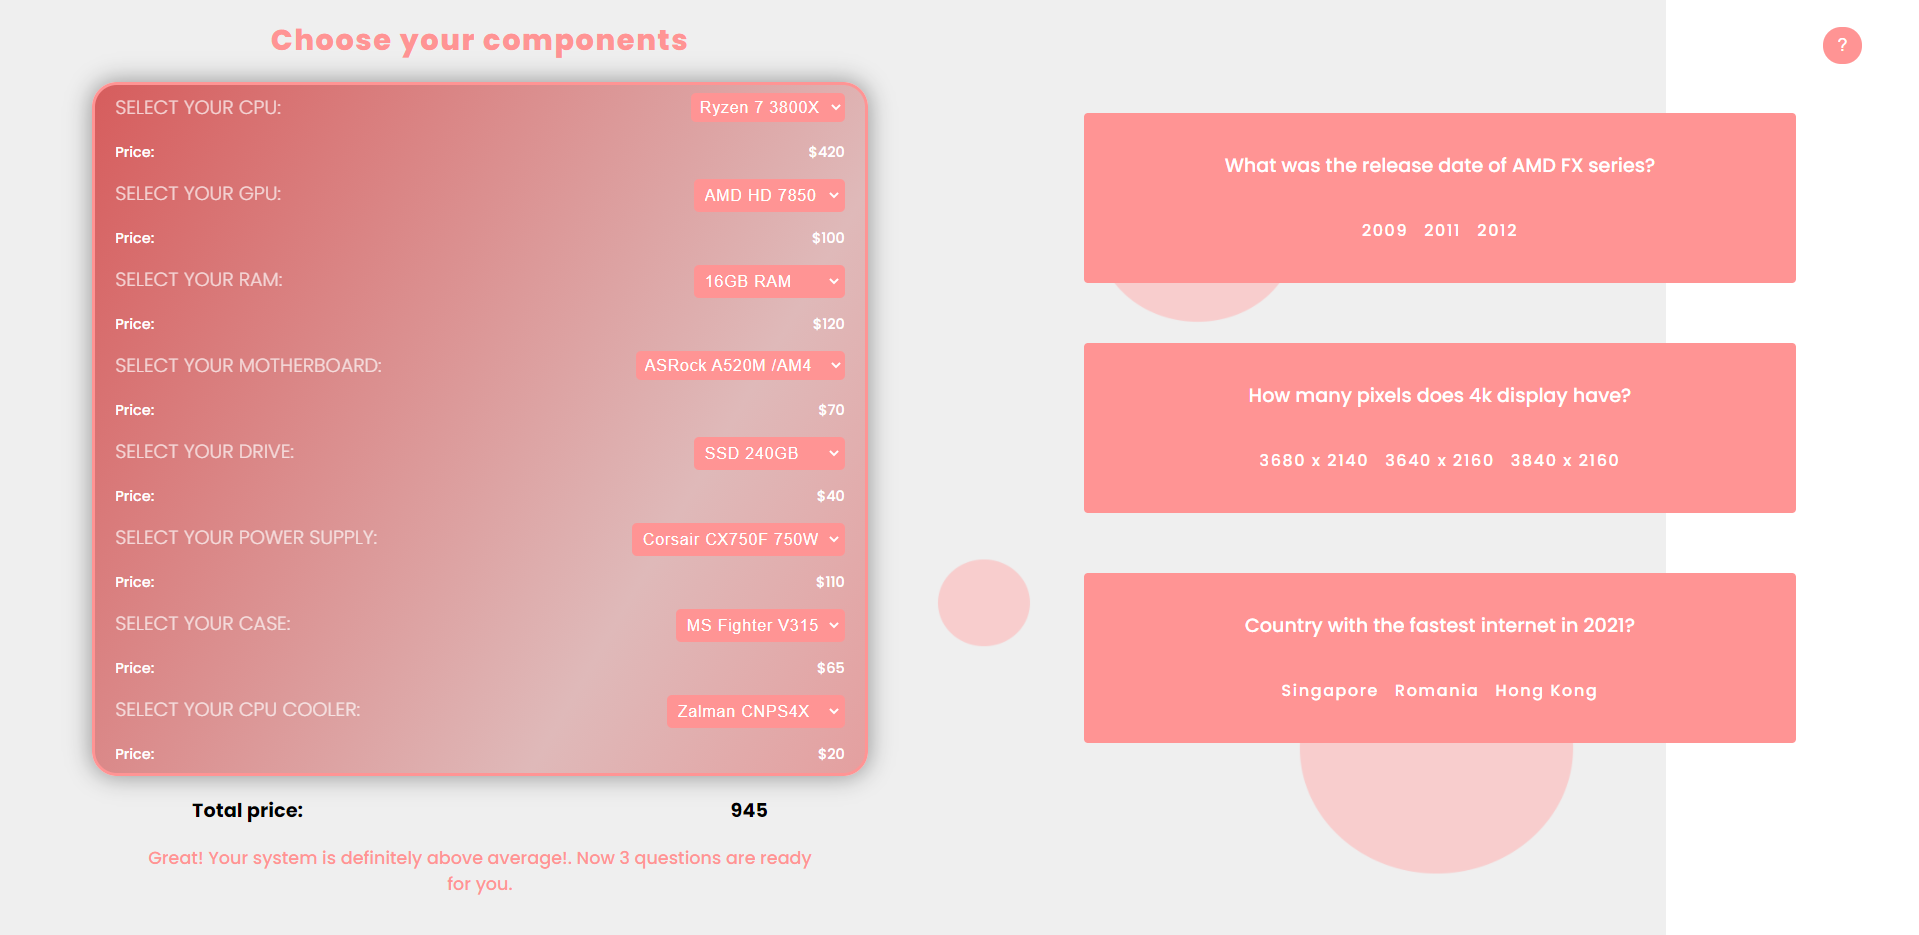 Choose your components
SELECT YOUR CPU: Ryzen 7 3800X
Price: $420
SELECT YOUR GPU: AMD HD 7850
Price: $100
SELECT YOUR RAM: 16GB RAM
Price: $120
SELECT YOUR MOTHERBOARD: ASRock A520M /AM4
Price: $70
SELECT YOUR DRIVE: SSD 240GB
Price: $40
SELECT YOUR POWER SUPPLY: Corsair CX750F 750W
Price: $110
SELECT YOUR CASE: MS Fighter V315
Price: $65
SELECT YOUR CPU COOLER: Zalman CNPS4X
Price: $20
Total price: 945
Great! Your system is definitely above average!. Now 3 questions are ready
for you.
?
What was the release date of AMD FX series?
2009 2011 2012
How many pixels does 4k display have?
3680 x 2140 3640 x 2160 3840 x 2160
Country with the fastest internet in 2021?
Singapore Romania Hong Kong